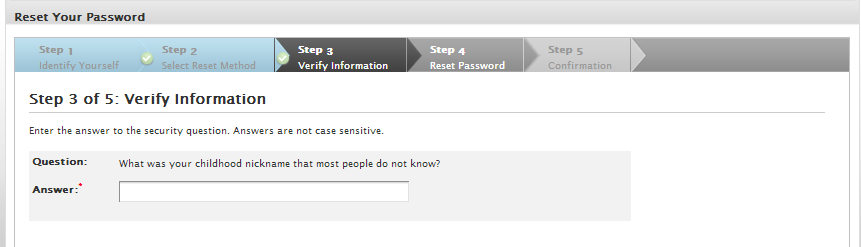 Reset Your Password
Step 1
Identify Yourself
Step 2
Select Reset Method
Step 3
Verify Information
Step 4
Reset Password
Step 5
Confirmation
Step 3 of 5: Verify Information
Enter the answer to the security question. Answers are not case sensitive.
Question: What was your childhood nickname that most people do not know?
Answer:*